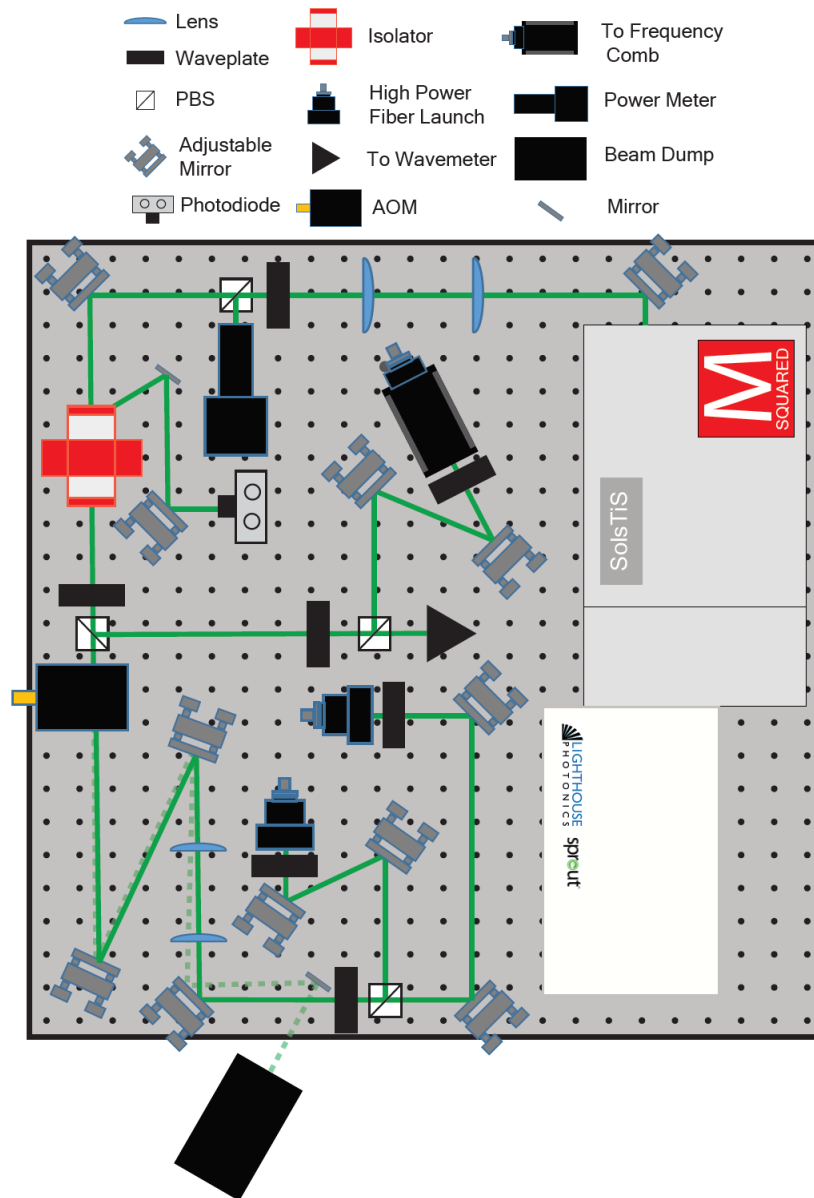 Lens
Isolator
To Frequency
Comb
Waveplate
PBS
High Power
Fiber Launch
Power Meter
Adjustable
Mirror
To Wavemeter
Beam Dump
Photodiode
AOM
Mirror
M
SQUARED
SolsTiS
LIGHTHOUSE
PHOTONICS
sprout